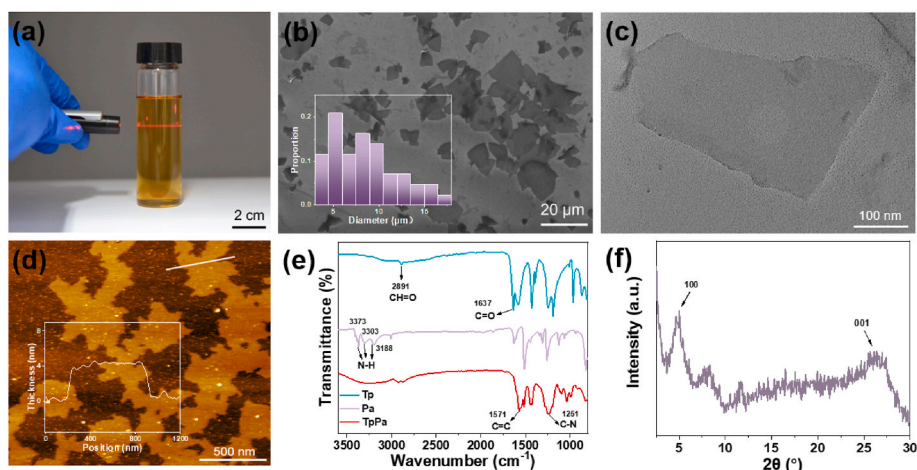 (a)
2 cm
(b)
Proportion
0.2
0.1
0.0
5
10
15
Diameter (μm)
20 μm
(c)
100 nm
(d)
Thickness (nm)
8
4
0
0
400
800
1200
Position (nm)
500 nm
(e)
Transmittance (%)
2891
CH=O
1637
C=O
3373
3303
3188
N-H
1571
C=C
1251
C-N
Tp
Pa
TpPa
3500
3000
2500
2000
1500
1000
Wavenumber (cm-1)
(f)
Intensity (a.u.)
100
001
5
10
15
20
25
30
2θ (°)